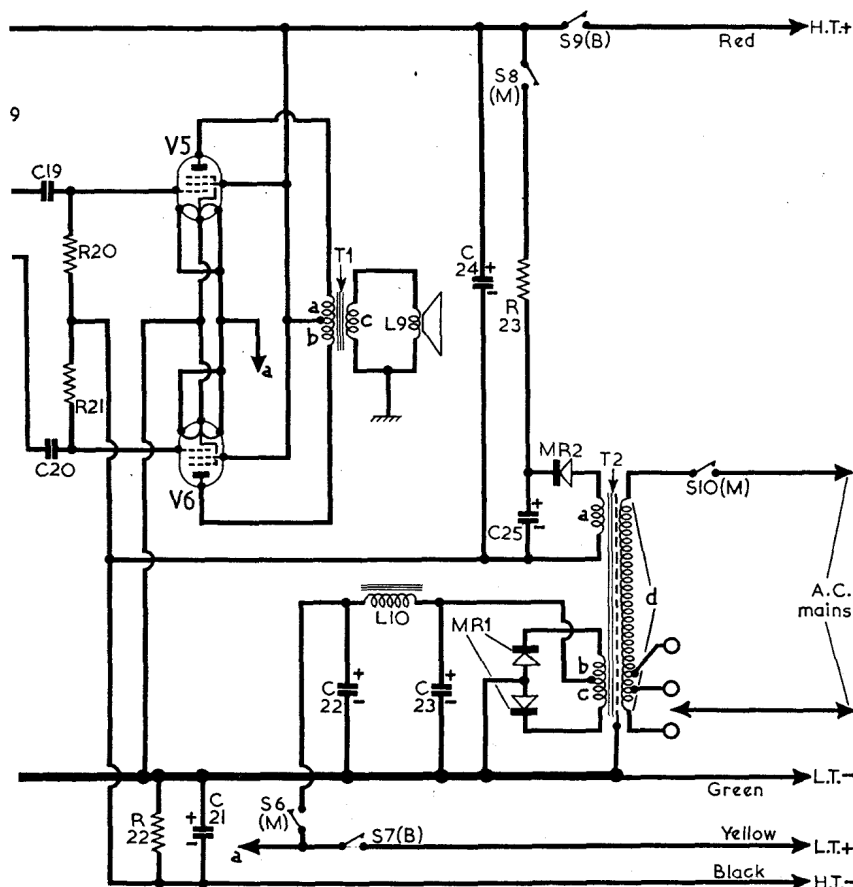 S9(B)
Red
H.T.+
S8
(M)
9
V5
C19
R20
T1
a
b
c
L9
C
24
+
-
R
23
a
R21
C20
V6
MR2
T2
S10(M)
a
C25
+
-
d
A.C.
mains
L10
MR1
b
c
C
22
+
-
C
23
+
-
Green
L.T.-
R
22
C
21
+
-
S6
(M)
a
S7(B)
Yellow
L.T.+
Black
H.T.-